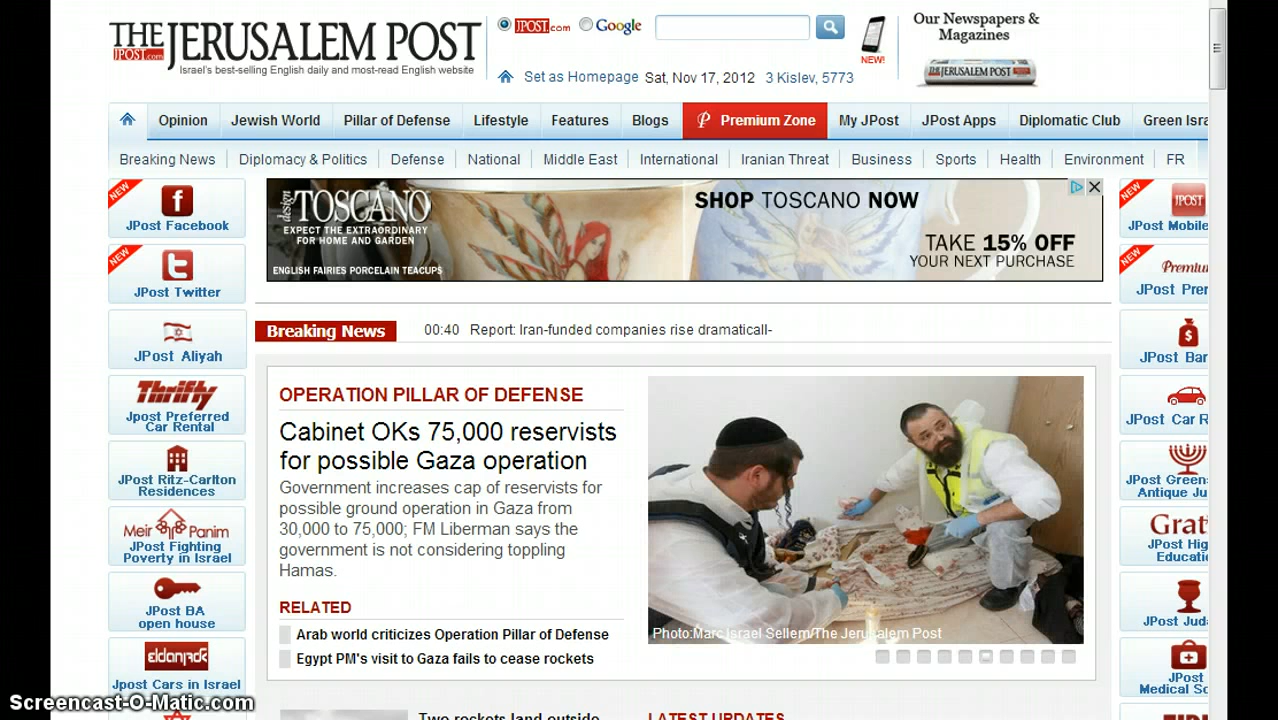 THE JERUSALEM POST
JPOST.com
Israel's best-selling English daily and most-read English website
JPOST.com Google
Set as Homepage Sat, Nov 17, 2012 3 Kislev, 5773
NEW!
Our Newspapers &
Magazines
THE JERUSALEM POST
Opinion Jewish World Pillar of Defense Lifestyle Features Blogs Premium Zone My JPost JPost Apps Diplomatic Club Green Isra
Breaking News Diplomacy & Politics Defense National Middle East International Iranian Threat Business Sports Health Environment FR
NEW
JPost Facebook
NEW
JPost Twitter
JPost Aliyah
Thrifty
Jpost Preferred
Car Rental
JPost Ritz-Carlton
Residences
Meir Panim
JPost Fighting
Poverty in Israel
JPost BA
open house
eldan
Jpost Cars in Israel
design
TOSCANO
EXPECT THE EXTRAORDINARY
FOR HOME AND GARDEN
ENGLISH FAIRIES PORCELAIN TEACUPS
SHOP TOSCANO NOW
TAKE 15% OFF
YOUR NEXT PURCHASE
Breaking News 00:40 Report: Iran-funded companies rise dramaticall-
OPERATION PILLAR OF DEFENSE
Cabinet OKs 75,000 reservists
for possible Gaza operation
Government increases cap of reservists for
possible ground operation in Gaza from
30,000 to 75,000; FM Liberman says the
government is not considering toppling
Hamas.
RELATED
Arab world criticizes Operation Pillar of Defense
Egypt PM's visit to Gaza fails to cease rockets
Photo:Marc Israel Sellem/The Jerusalem Post
Two rockets land outside
LATEST UPDATES
NEW
JPOST
JPost Mobile
NEW
Premiu
JPost Pre
JPost Bar
JPost Car R
JPost Green
Antique Ju
Grat
JPost Hig
Educati
JPost Jud
JPost
Medical Sc
Screencast-O-Matic.com